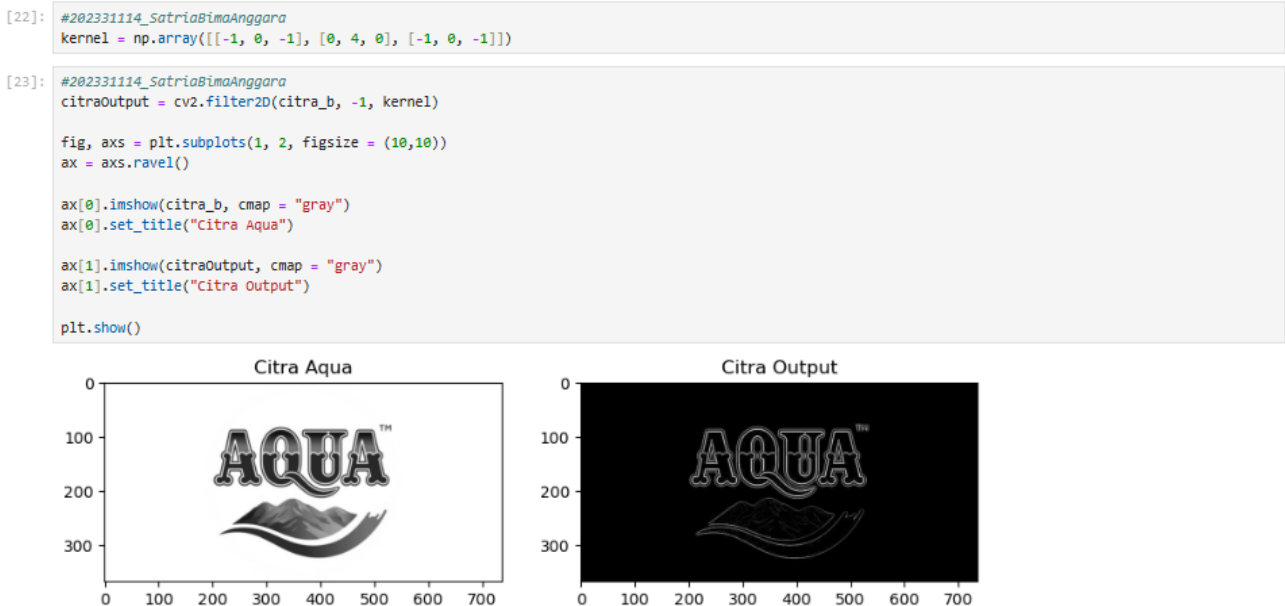 [22]: #202331114_SatriaBimaAnggara
kernel = np.array([[-1, 0, -1], [0, 4, 0], [-1, 0, -1]])
[23]: #202331114_SatriaBimaAnggara
citraOutput = cv2.filter2D(citra_b, -1, kernel)
fig, axs = plt.subplots(1, 2, figsize = (10,10))
ax = axs.ravel()
ax[0].imshow(citra_b, cmap = "gray")
ax[0].set_title("Citra Aqua")
ax[1].imshow(citraOutput, cmap = "gray")
ax[1].set_title("Citra Output")
plt.show()
Citra Aqua
0
100
200
300
AQUA™
0 100 200 300 400 500 600 700
Citra Output
0
100
200
300
AQUA™
0 100 200 300 400 500 600 700